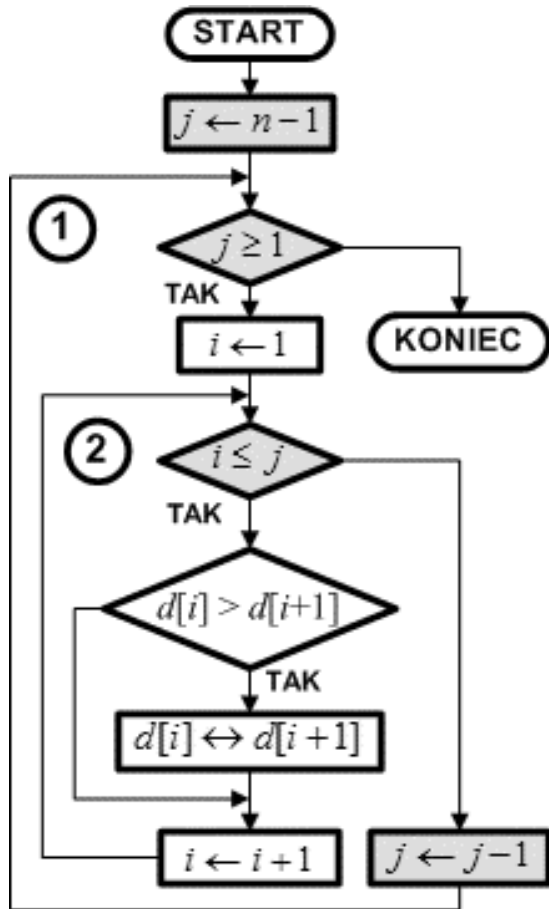 START
j ← n − 1
1
j ≥ 1
TAK
i ← 1
KONIEC
2
i ≤ j
TAK
d[i] > d[i+1]
TAK
d[i] ↔ d[i + 1]
i ← i + 1
j ← j − 1